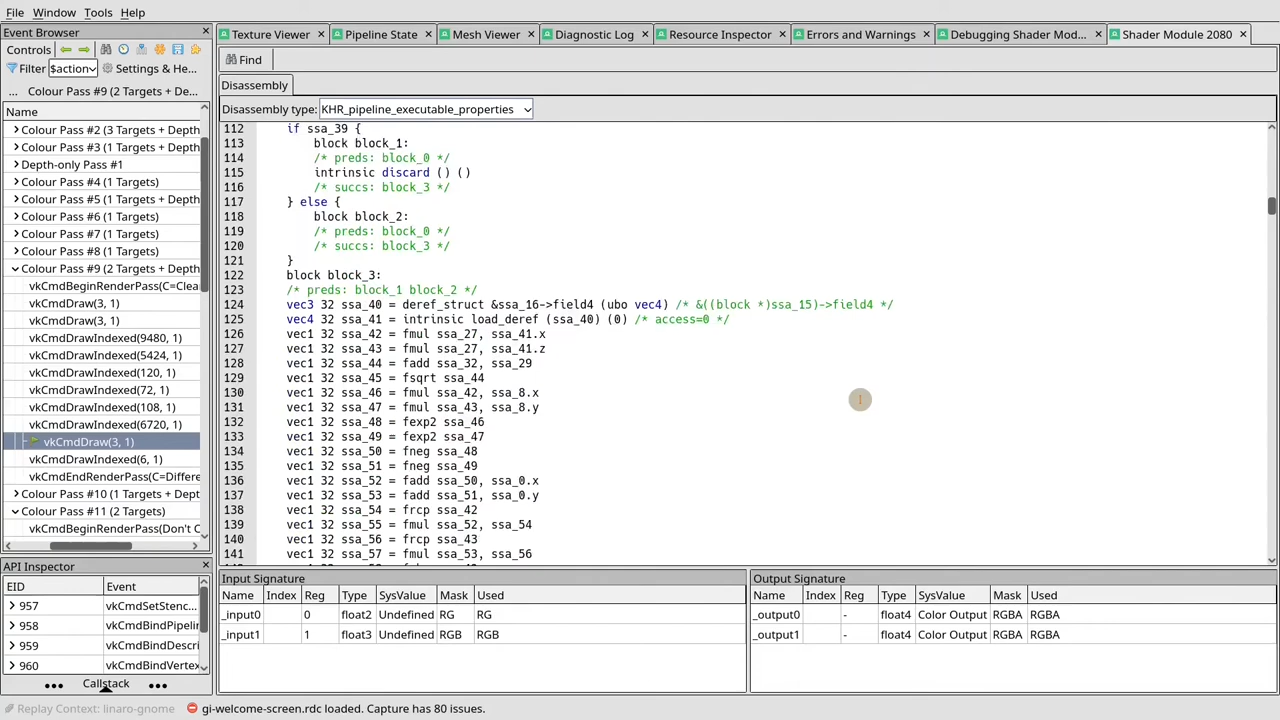 File Window Tools Help
Event Browser
Controls
Filter $action Settings & He...
... Colour Pass #9 (2 Targets + De...
Name
Colour Pass #2 (3 Targets + Depth
Colour Pass #3 (1 Targets + Depth
Depth-only Pass #1
Colour Pass #4 (1 Targets)
Colour Pass #5 (1 Targets + Depth
Colour Pass #6 (1 Targets)
Colour Pass #7 (1 Targets)
Colour Pass #8 (1 Targets)
Colour Pass #9 (2 Targets + Depth
vkCmdBeginRenderPass(C=Clea
vkCmdDraw(3, 1)
vkCmdDraw(3, 1)
vkCmdDrawIndexed(9480, 1)
vkCmdDrawIndexed(5424, 1)
vkCmdDrawIndexed(120, 1)
vkCmdDrawIndexed(72, 1)
vkCmdDrawIndexed(108, 1)
vkCmdDrawIndexed(6720, 1)
vkCmdDraw(3, 1)
vkCmdDrawIndexed(6, 1)
vkCmdEndRenderPass(C=Differe
Colour Pass #10 (1 Targets + Dept
Colour Pass #11 (2 Targets)
vkCmdBeginRenderPass(Don't C
API Inspector
EID Event
957 vkCmdSetStenc...
958 vkCmdBindPipelin
959 vkCmdBindDescri
960 vkCmdBindVertex
... Callstack ...
Texture Viewer Pipeline State Mesh Viewer Diagnostic Log Resource Inspector Errors and Warnings Debugging Shader Mod... Shader Module 2080
Find
Disassembly
Disassembly type: KHR_pipeline_executable_properties
112 if ssa_39 {
113 block block_1:
114 /* preds: block_0 */
115 intrinsic discard () ()
116 /* succs: block_3 */
117 } else {
118 block block_2:
119 /* preds: block_0 */
120 /* succs: block_3 */
121 }
122 block block_3:
123 /* preds: block_1 block_2 */
124 vec3 32 ssa_40 = deref_struct &ssa_16->field4 (ubo vec4) /* &((block *)ssa_15)->field4 */
125 vec4 32 ssa_41 = intrinsic load_deref (ssa_40) (0) /* access=0 */
126 vec1 32 ssa_42 = fmul ssa_27, ssa_41.x
127 vec1 32 ssa_43 = fmul ssa_27, ssa_41.z
128 vec1 32 ssa_44 = fadd ssa_32, ssa_29
129 vec1 32 ssa_45 = fsqrt ssa_44
130 vec1 32 ssa_46 = fmul ssa_42, ssa_8.x
131 vec1 32 ssa_47 = fmul ssa_43, ssa_8.y
132 vec1 32 ssa_48 = fexp2 ssa_46
133 vec1 32 ssa_49 = fexp2 ssa_47
134 vec1 32 ssa_50 = fneg ssa_48
135 vec1 32 ssa_51 = fneg ssa_49
136 vec1 32 ssa_52 = fadd ssa_50, ssa_0.x
137 vec1 32 ssa_53 = fadd ssa_51, ssa_0.y
138 vec1 32 ssa_54 = frcp ssa_42
139 vec1 32 ssa_55 = fmul ssa_52, ssa_54
140 vec1 32 ssa_56 = frcp ssa_43
141 vec1 32 ssa_57 = fmul ssa_53, ssa_56
Input Signature
Name Index Reg Type SysValue Mask Used
_input0 0 float2 Undefined RG RG
_input1 1 float3 Undefined RGB RGB
Output Signature
Name Index Reg Type SysValue Mask Used
_output0 - float4 Color Output RGBA RGBA
_output1 - float4 Color Output RGBA RGBA
Replay Context: linaro-gnome gi-welcome-screen.rdc loaded. Capture has 80 issues.